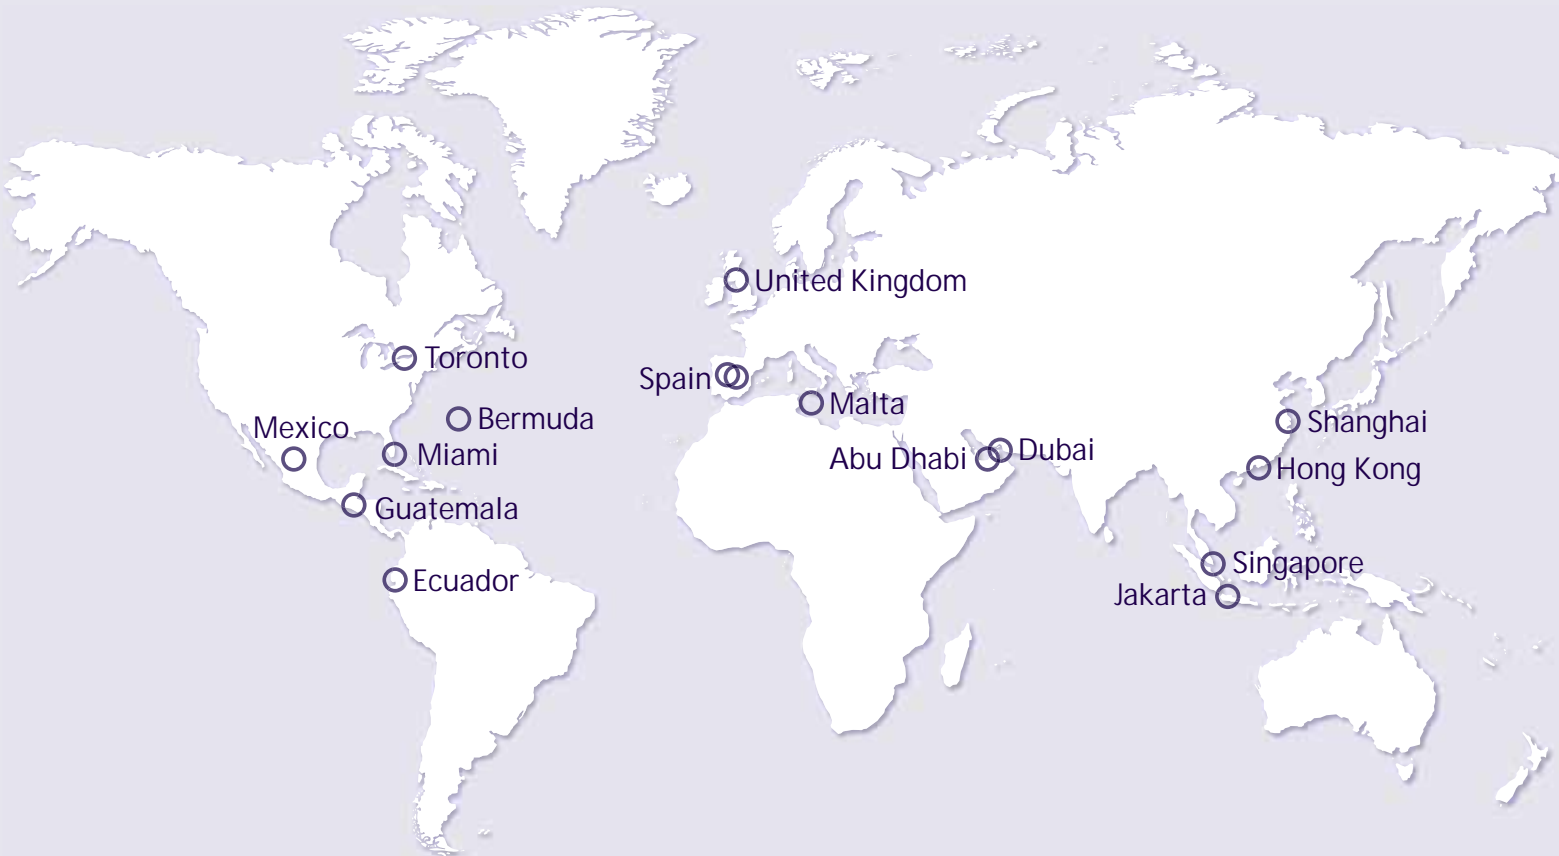 United Kingdom
Toronto
Spain
Malta
Bermuda
Mexico
Shanghai
Miami
Abu Dhabi
Dubai
Hong Kong
Guatemala
Singapore
Ecuador
Jakarta